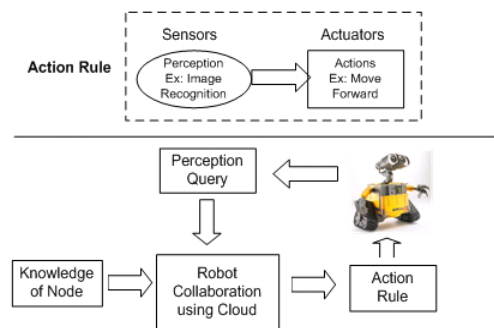 Sensors
Actuators
Action Rule
Perception
Ex: Image
Recognition
Actions
Ex: Move
Forward
Perception
Query
Knowledge
of Node
Robot
Collaboration
using Cloud
Action
Rule